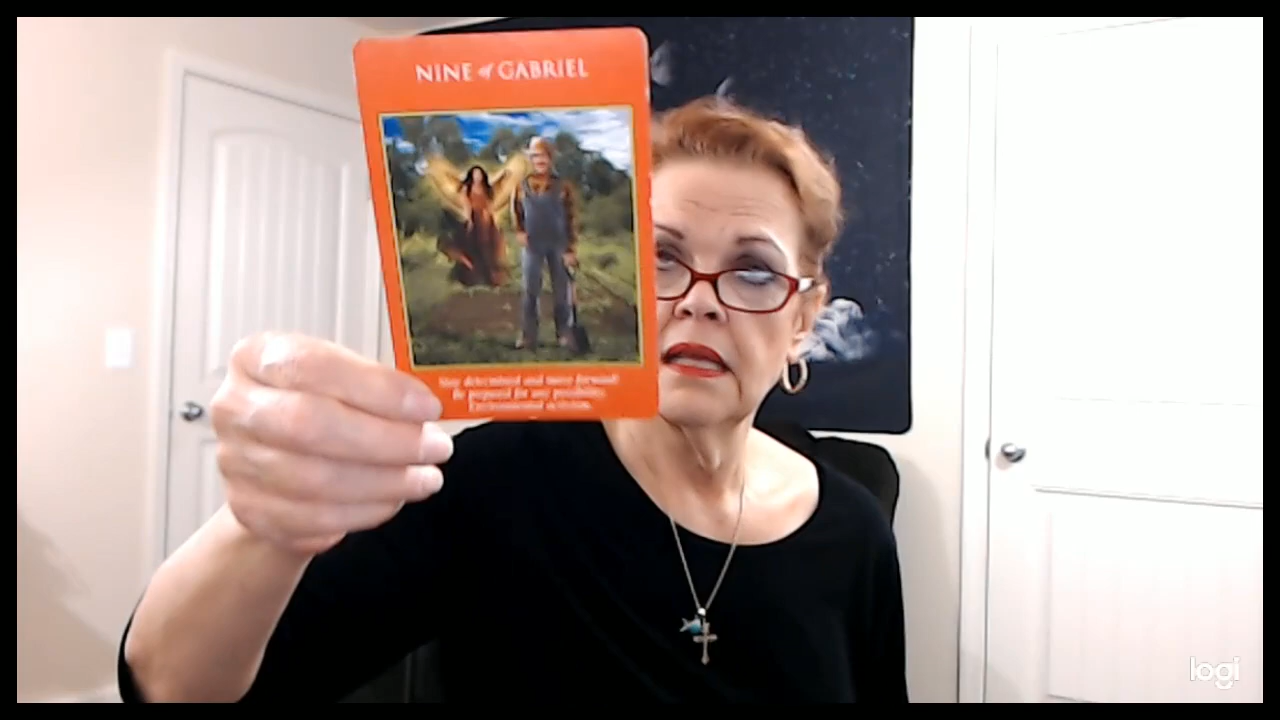 NINE of GABRIEL
Stay determined and move forward!
Be prepared for any possibility.
Environmental activism.
logi